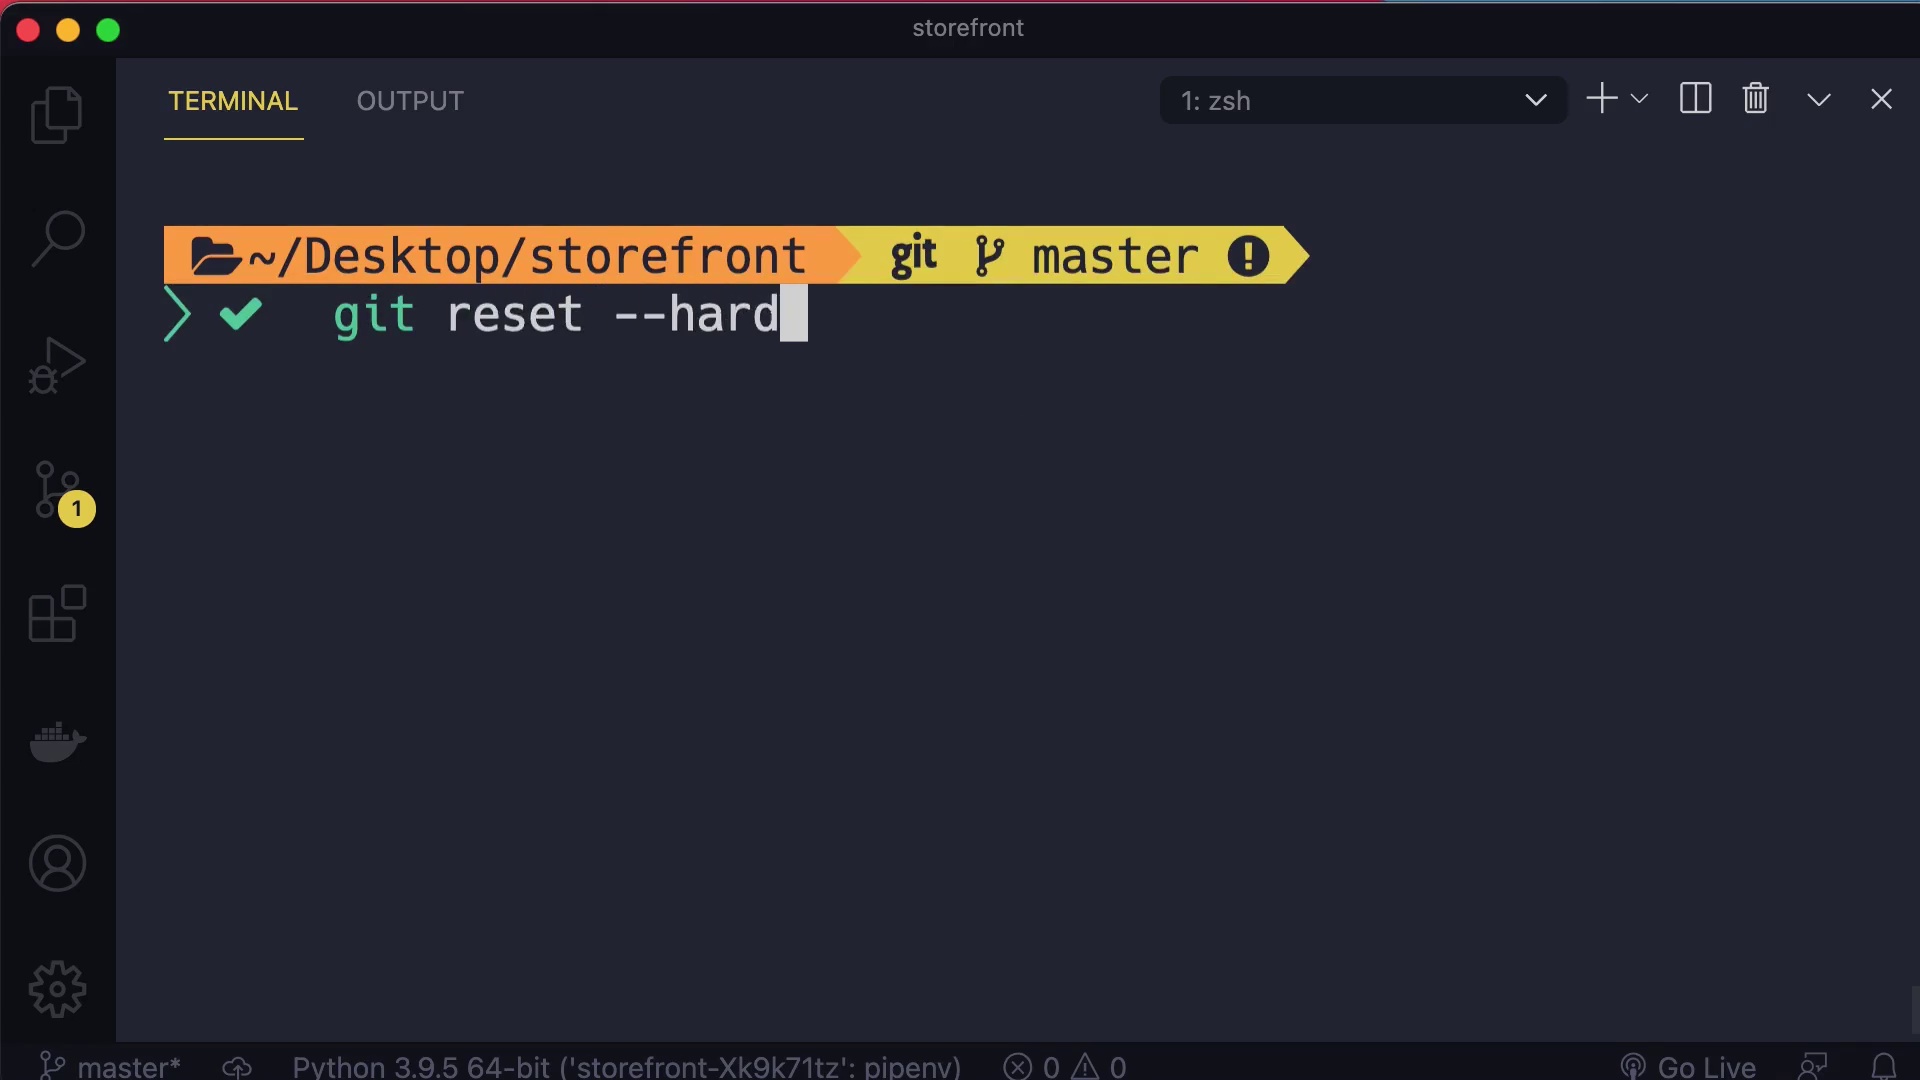 storefront
TERMINAL OUTPUT 1: zsh
~/Desktop/storefront git master
git reset --hard
1
master* Python 3.9.5 64-bit ('storefront-Xk9k71tz': pipenv) 0 0 Go Live